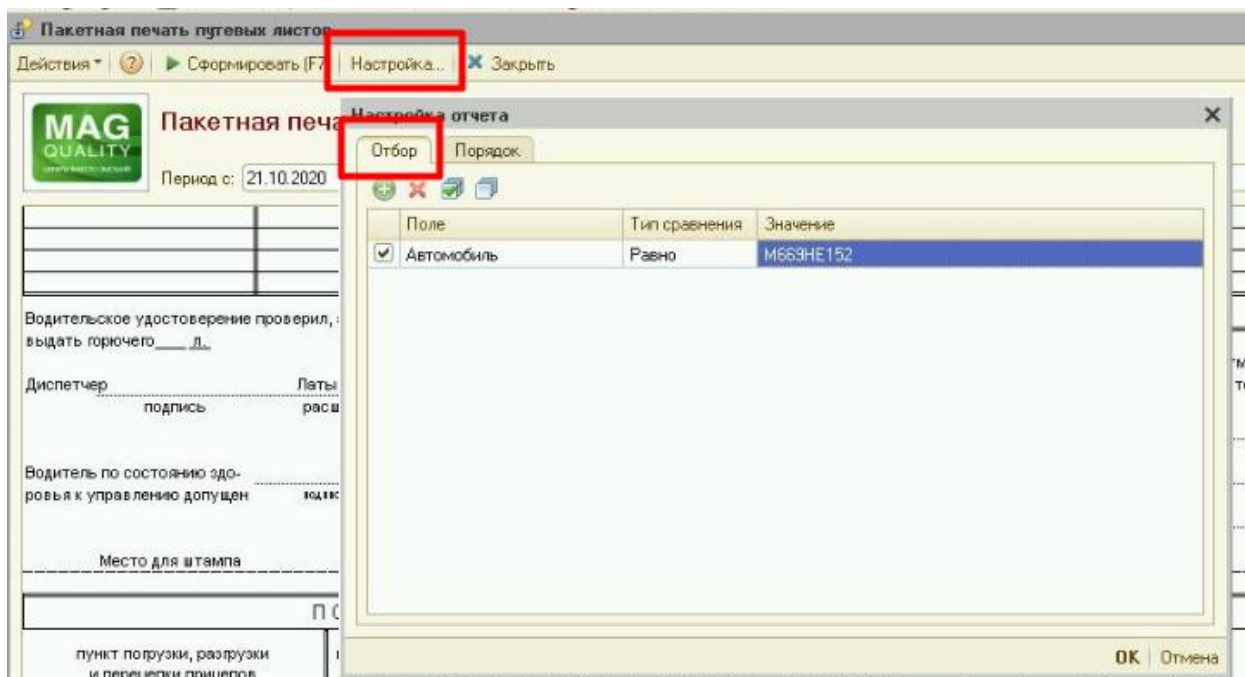 Пакетная печать путевых листов
Действия Сформировать (F7 Настройка... Закрыть
MAG
QUALITY
Пакетная печа
Период с: 21.10.2020
Настройка отчета
Отбор Порядок
Поле Тип сравнения Значение
Автомобиль Равно М669НЕ152
Водительское удостоверение проверил,
выдать горючего____ л.
Диспетчер Латы
подпись расш
Водитель по состоянию здо-
ровья к управлению допущен
Место для штампа
П О
пункт погрузки, разгрузки
и перецепки прицепов
OK Отмена